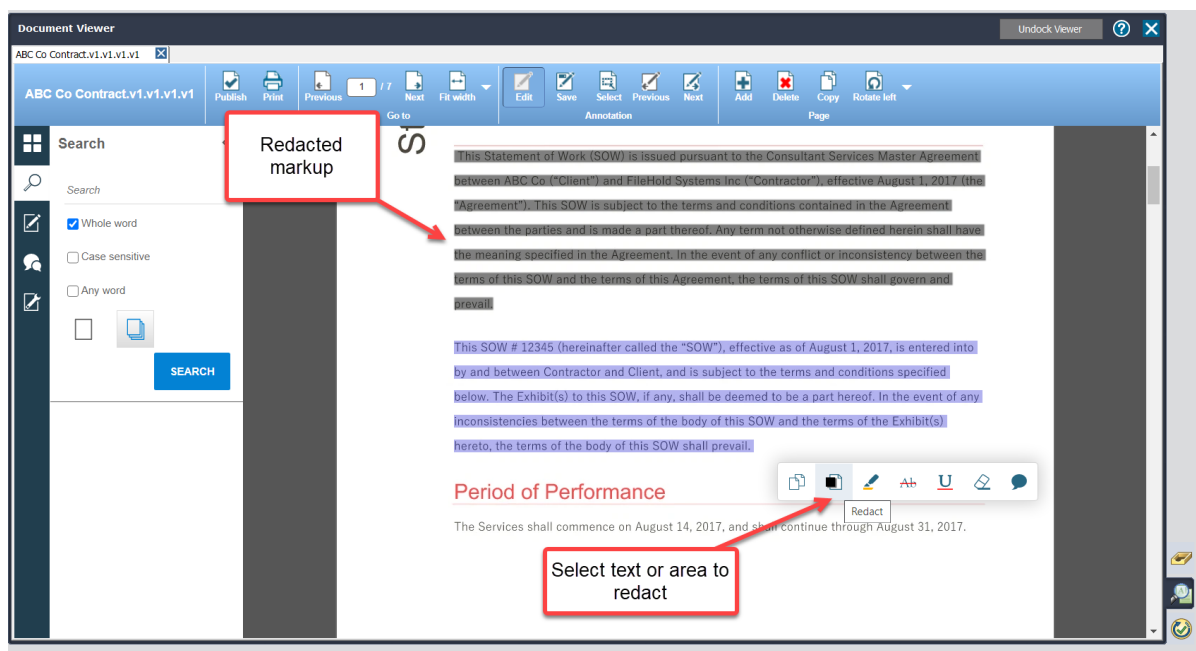 Document Viewer
Undock Viewer
ABC Co Contract.v1.v1.v1.v1
ABC Co Contract.v1.v1.v1.v1
Publish
Print
Previous
1 / 7
Next
Fit width
Go to
Edit
Save
Select
Previous
Next
Annotation
Add
Delete
Copy
Rotate left
Page
Search
Search
Whole word
Case sensitive
Any word
SEARCH
Redacted
markup
This Statement of Work (SOW) is issued pursuant to the Consultant Services Master Agreement
between ABC Co (“Client”) and FileHold Systems Inc (“Contractor”), effective August 1, 2017 (the
“Agreement”). This SOW is subject to the terms and conditions contained in the Agreement
between the parties and is made a part thereof. Any term not otherwise defined herein shall have
the meaning specified in the Agreement. In the event of any conflict or inconsistency between the
terms of this SOW and the terms of this Agreement, the terms of this SOW shall govern and
prevail.
This SOW # 12345 (hereinafter called the “SOW”), effective as of August 1, 2017, is entered into
by and between Contractor and Client, and is subject to the terms and conditions specified
below. The Exhibit(s) to this SOW, if any, shall be deemed to be a part hereof. In the event of any
inconsistencies between the terms of the body of this SOW and the terms of the Exhibit(s)
hereto, the terms of the body of this SOW shall prevail.
Ab
U
Redact
Period of Performance
The Services shall commence on August 14, 2017, and shall continue through August 31, 2017.
Select text or area to
redact